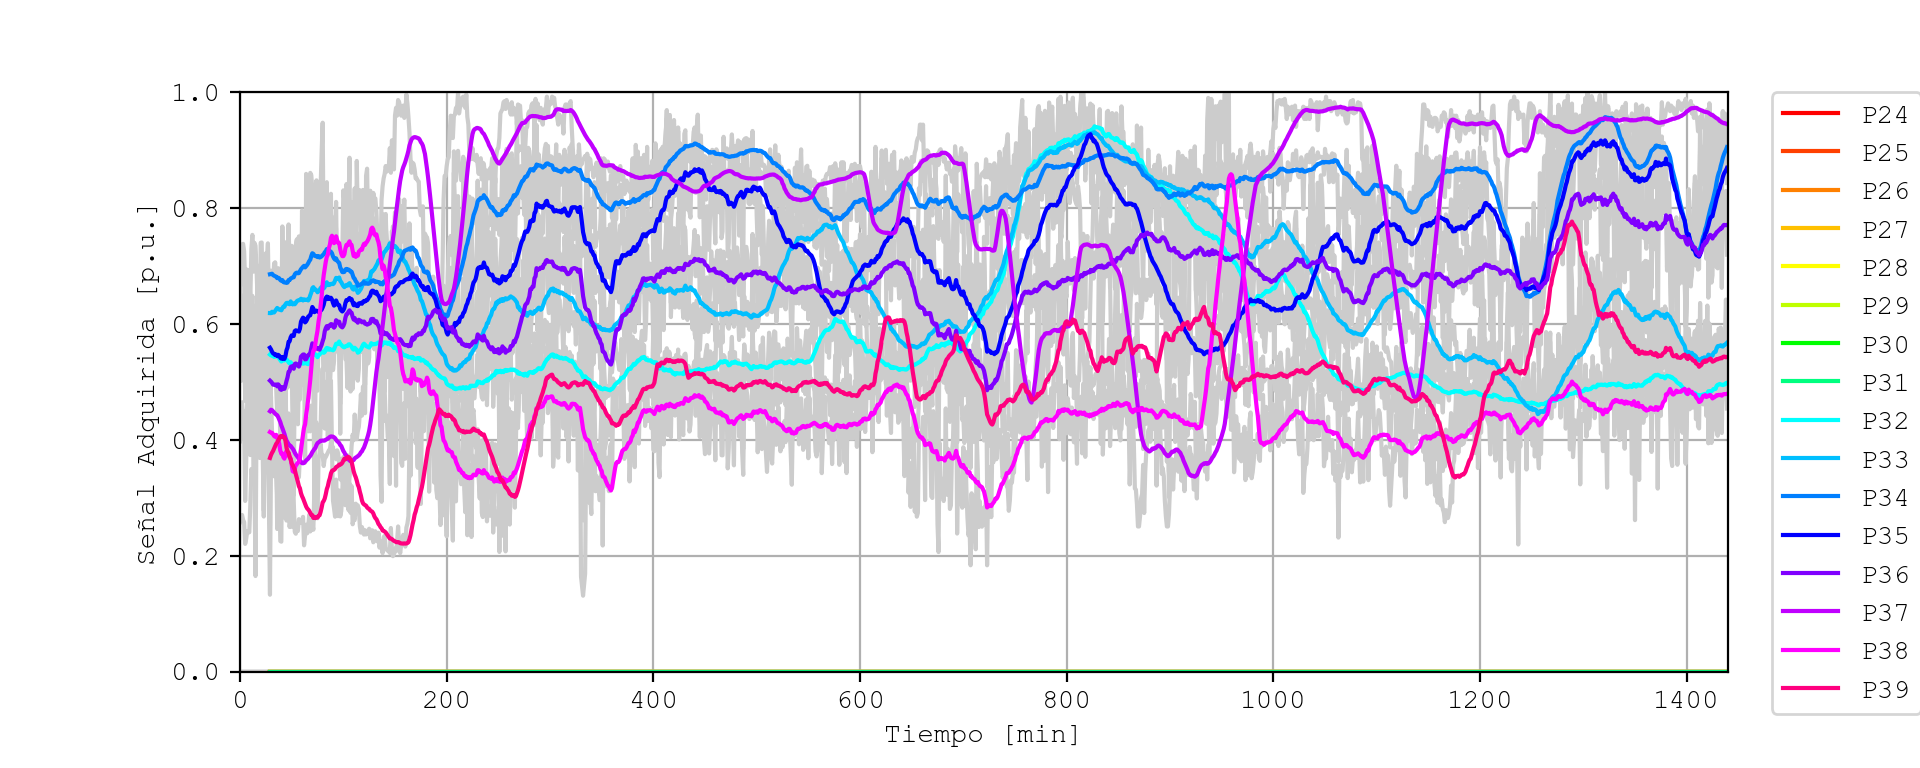 1.0
0.8
0.6
0.4
0.2
0.0
Señal Adquirida [p.u.]
0 200 400 600 800 1000 1200 1400
Tiempo [min]
P24
P25
P26
P27
P28
P29
P30
P31
P32
P33
P34
P35
P36
P37
P38
P39